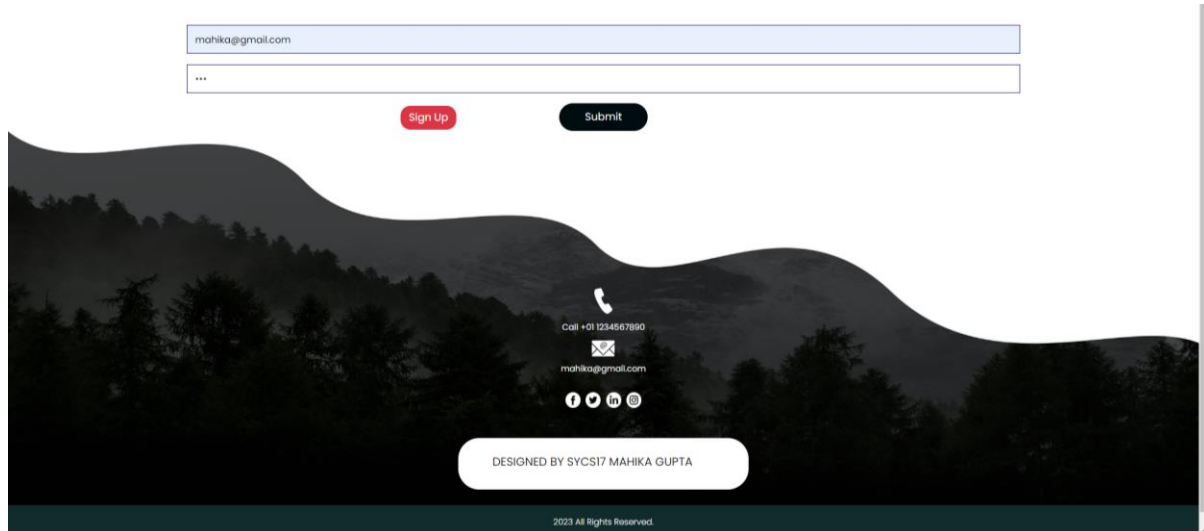 mahika@gmail.com
•••
Sign Up Submit
Call +01 1234567890
mahika@gmail.com
DESIGNED BY SYCS17 MAHIKA GUPTA
2023 All Rights Reserved.